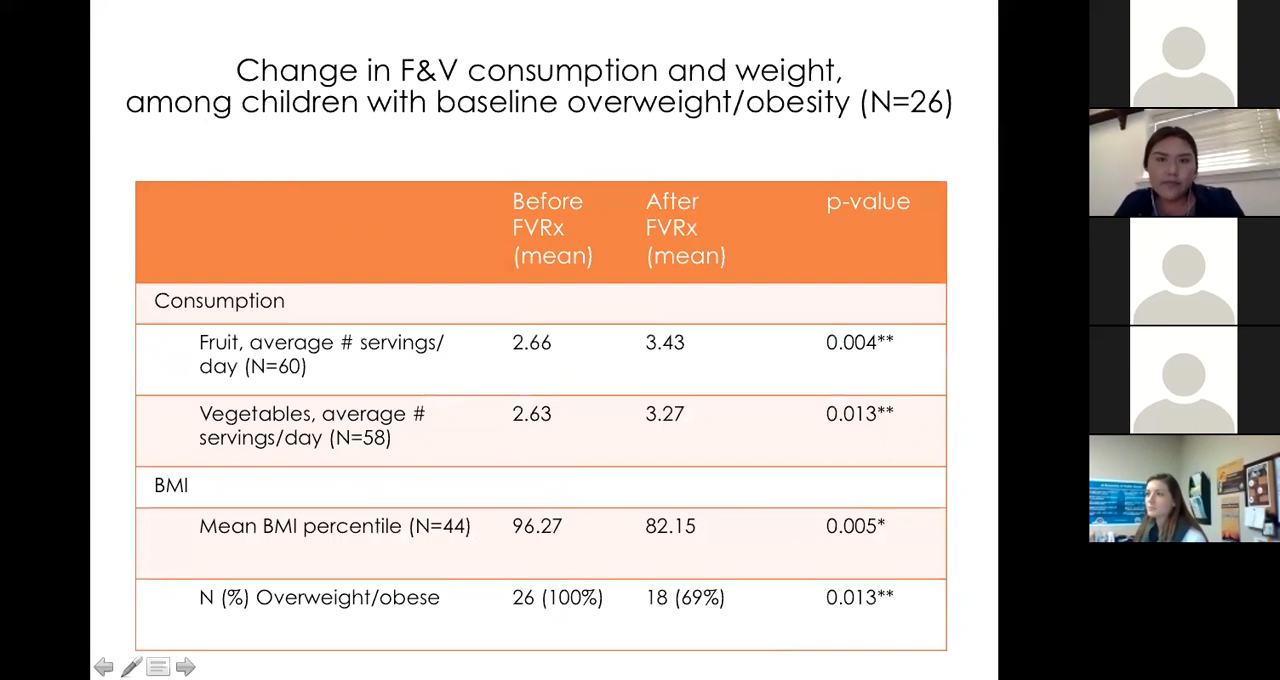 Change in F&V consumption and weight,
among children with baseline overweight/obesity (N=26)
Before
FVRx
(mean)
After
FVRx
(mean)
p-value
Consumption
Fruit, average # servings/
day (N=60)
2.66
3.43
0.004**
Vegetables, average #
servings/day (N=58)
2.63
3.27
0.013**
BMI
Mean BMI percentile (N=44)
96.27
82.15
0.005*
N (%) Overweight/obese
26 (100%)
18 (69%)
0.013**